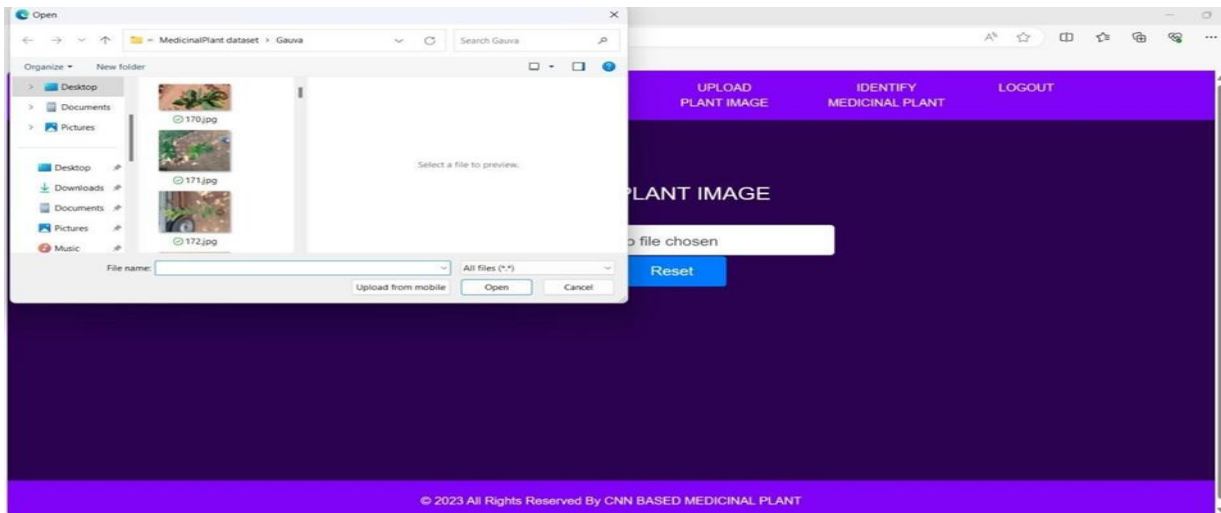 Open
MedicinalPlant dataset > Gauva
Search Gauva
Organize
New folder
Desktop
Documents
Pictures
Desktop
Downloads
Documents
Pictures
Music
170.jpg
171.jpg
172.jpg
Select a file to preview.
File name:
All files (*.*)
Upload from mobile
Open
Cancel
UPLOAD
PLANT IMAGE
IDENTIFY
MEDICINAL PLANT
LOGOUT
PLANT IMAGE
file chosen
Reset
© 2023 All Rights Reserved By CNN BASED MEDICINAL PLANT